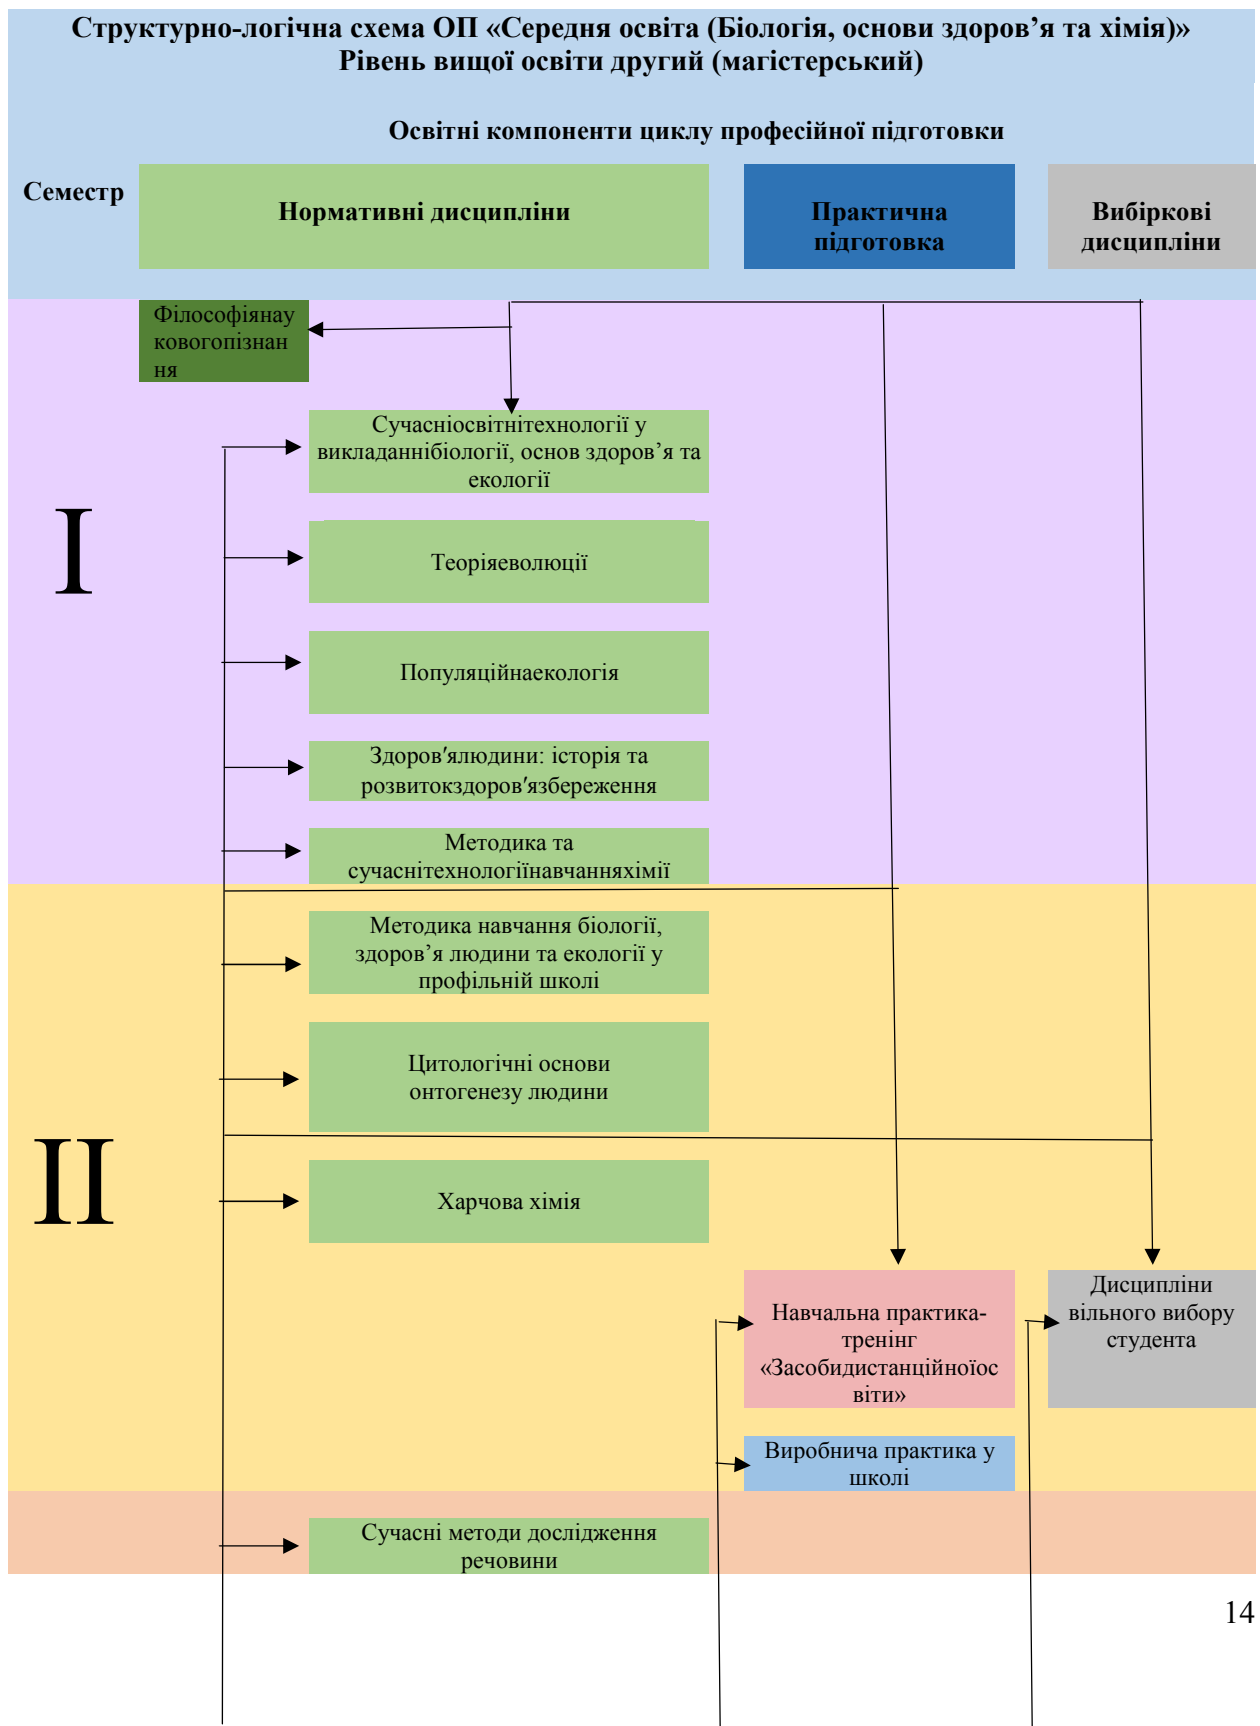 Структурно-логічна схема ОП «Середня освіта (Біологія, основи здоров’я та хімія)»
Рівень вищої освіти другий (магістерський)
Освітні компоненти циклу професійної підготовки
Семестр
Нормативні дисципліни
Практична
підготовка
Вибіркові
дисципліни
Філософіянау
ковогопізнан
ня
I
Сучасніосвітнітехнології у
викладаннібіології, основ здоров’я та
екології
Теоріяеволюції
Популяційнаекологія
Здоров'ялюдини: історія та
розвитокздоров'язбереження
Методика та
сучаснітехнологіїнавчанняхімії
II
Методика навчання біології,
здоров’я людини та екології у
профільній школі
Цитологічні основи
онтогенезу людини
Харчова хімія
Навчальна практика-
тренінг
«Засобидистанційноїос
віти»
Дисципліни
вільного вибору
студента
Виробнича практика у
школі
Сучасні методи дослідження
речовини
14